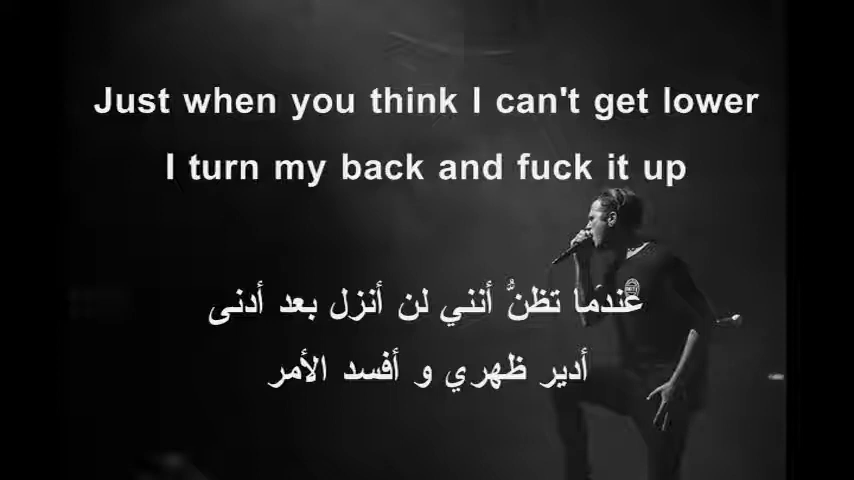 Just when you think I can't get lower
I turn my back and fuck it up
عندما تظنُّ أنني لن أنزل بعد أدنى
أدير ظهري و أفسد الأمر